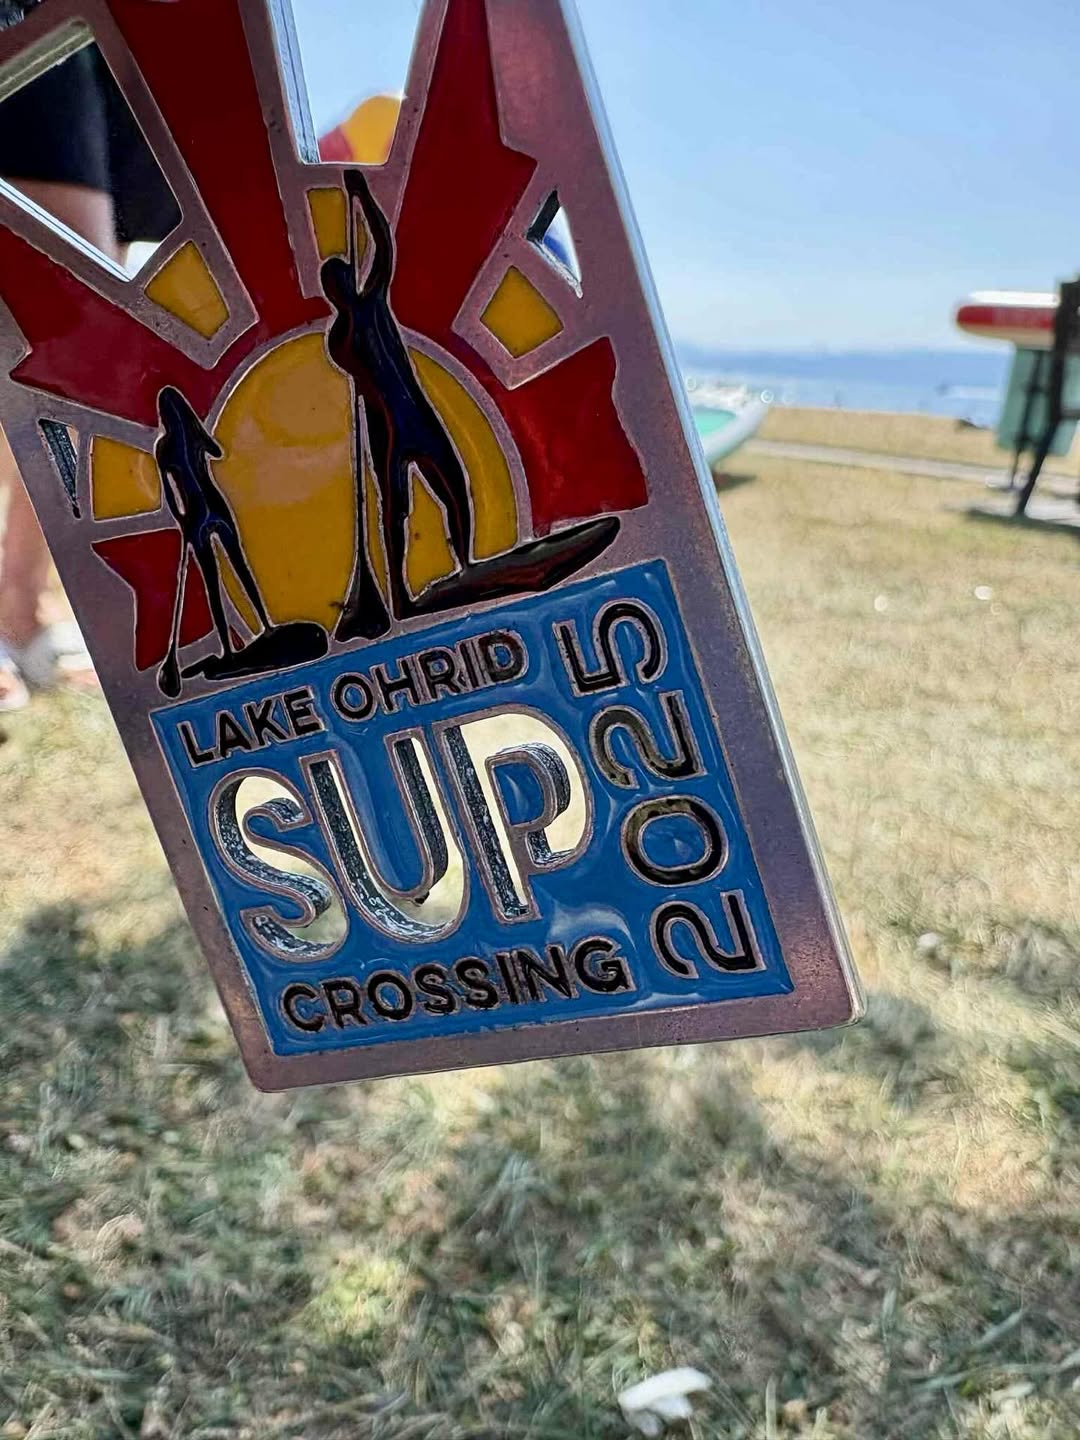 LAKE OHRID
SUP
CROSSING
2025